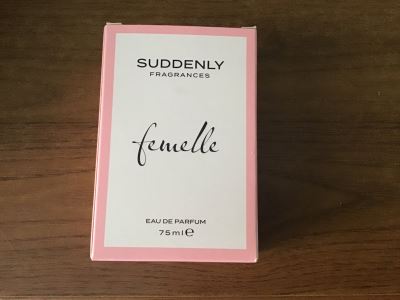 SUDDENLY
FRAGRANCES
femelle
EAU DE PARFUM
75ml℮